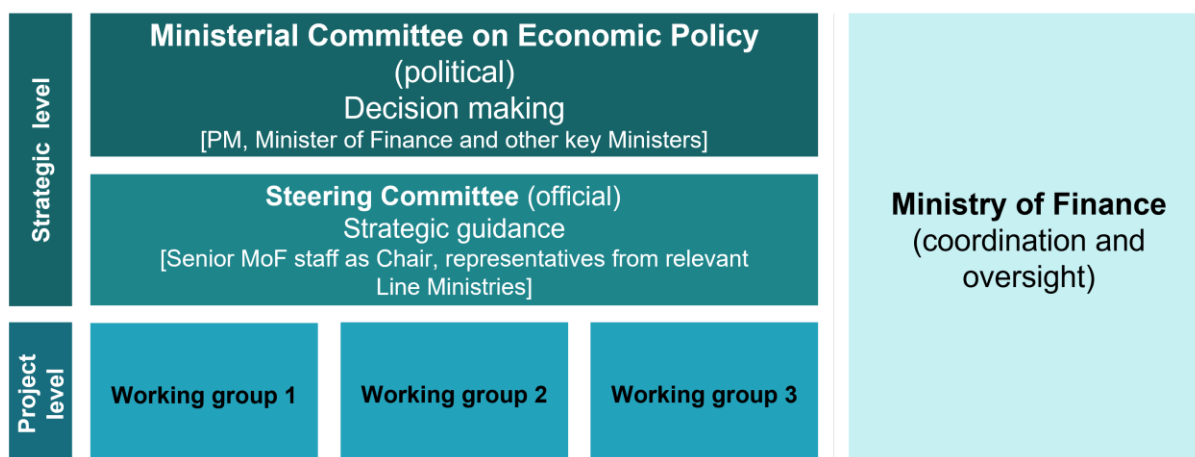 Strategic level
Ministerial Committee on Economic Policy
(political)
Decision making
[PM, Minister of Finance and other key Ministers]
Steering Committee (official)
Strategic guidance
[Senior MoF staff as Chair, representatives from relevant
Line Ministries]
Project
level
Working group 1
Working group 2
Working group 3
Ministry of Finance
(coordination and
oversight)